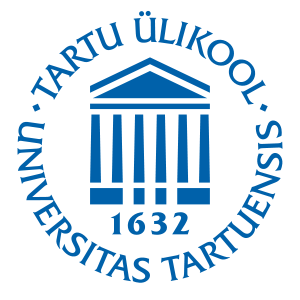 · TARTU ÜLIKOOL ·
1632
UNIVERSITAS TARTUENSIS